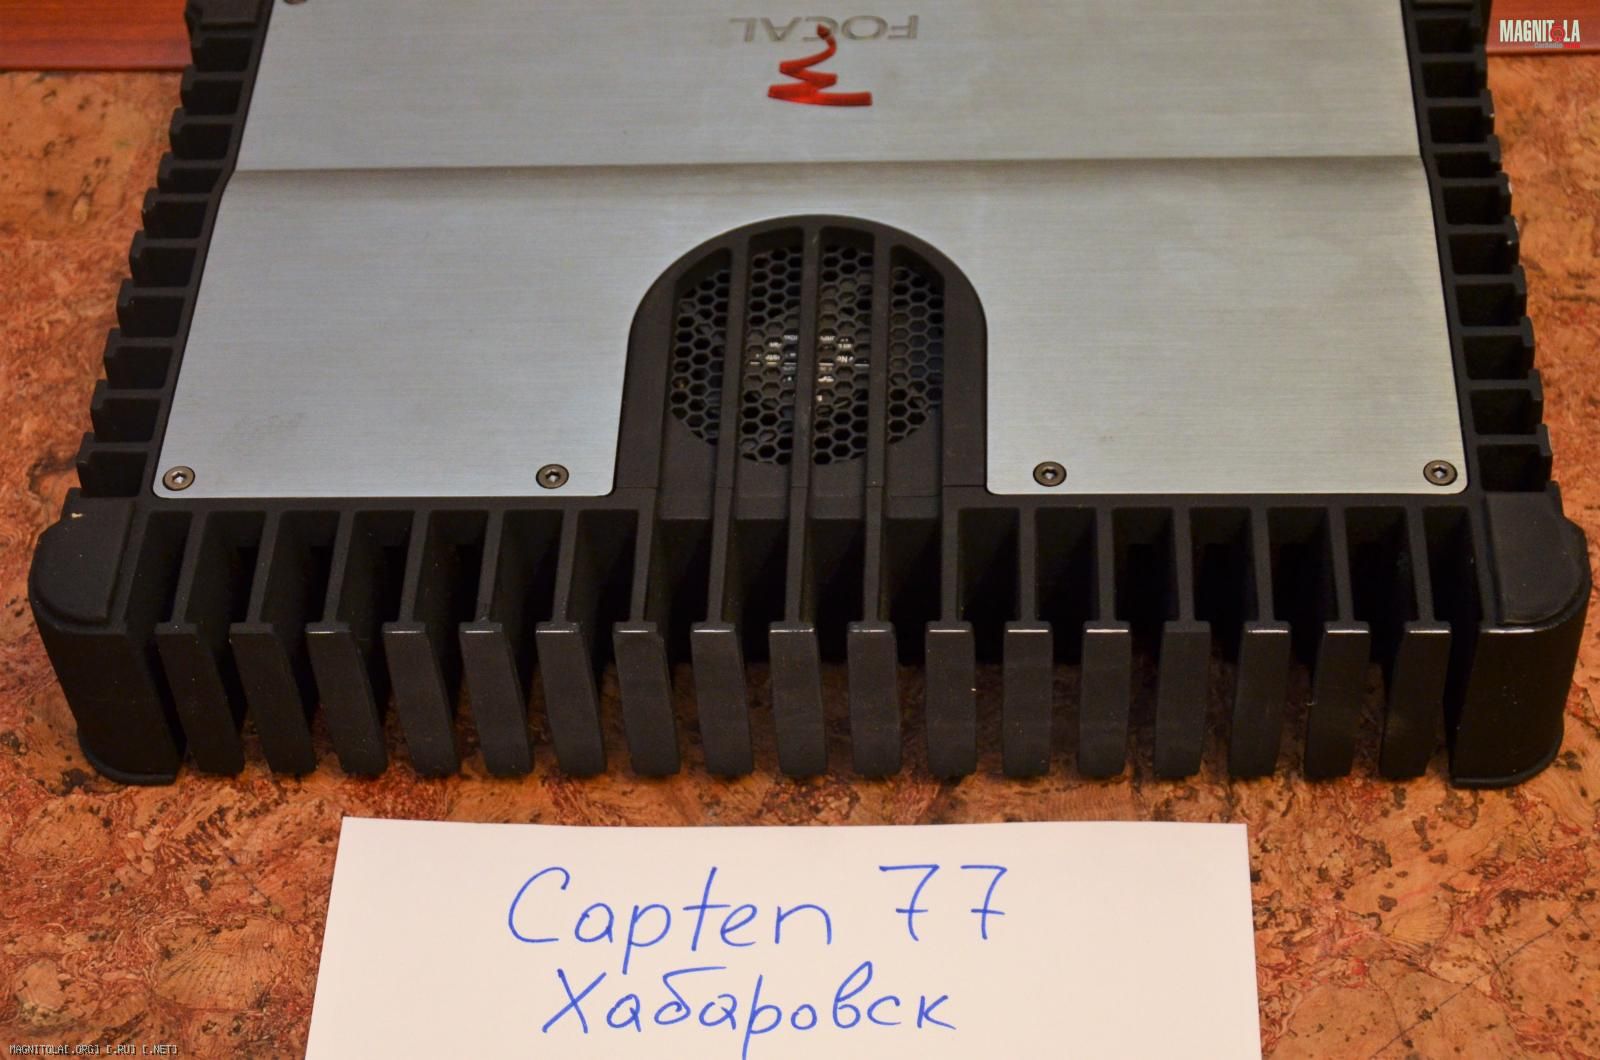 MAGNITOLA
FOCAL
Capten 77
Хабаровск
MAGNITOLA[.ORG] [.RU] [.NET]